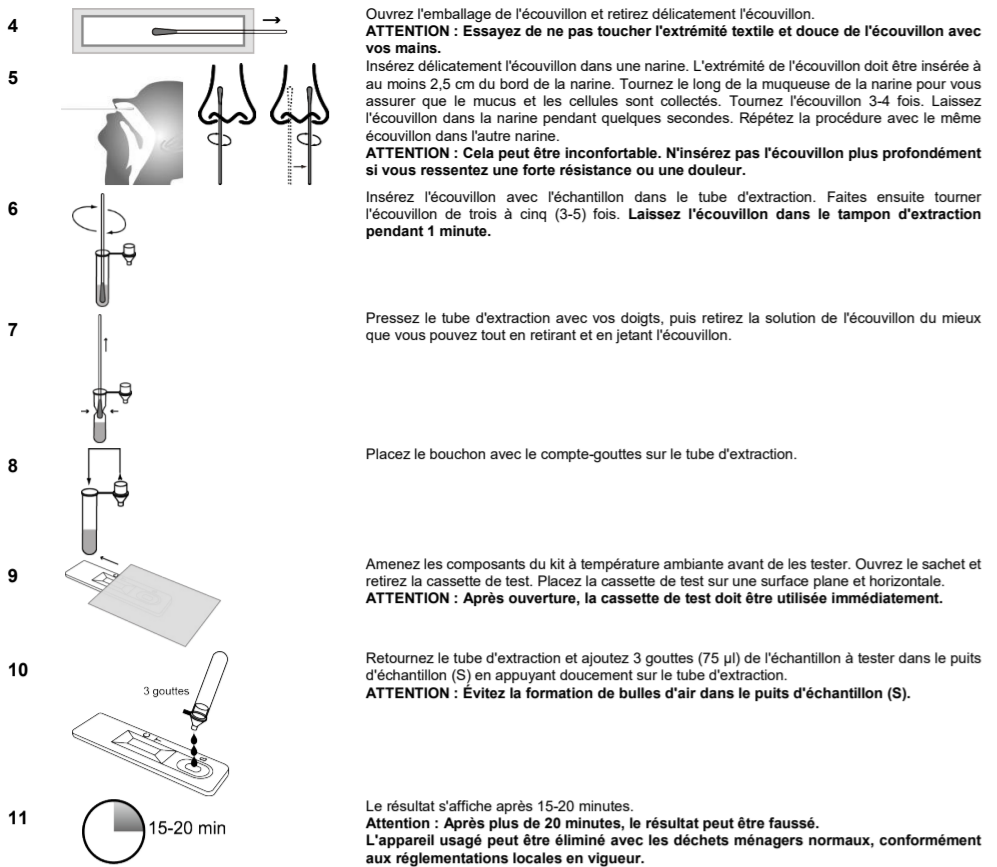 4
Ouvrez l'emballage de l'écouvillon et retirez délicatement l'écouvillon.
ATTENTION : Essayez de ne pas toucher l'extrémité textile et douce de l'écouvillon avec
vos mains.
5
Insérez délicatement l'écouvillon dans une narine. L'extrémité de l'écouvillon doit être insérée à
au moins 2,5 cm du bord de la narine. Tournez le long de la muqueuse de la narine pour vous
assurer que le mucus et les cellules sont collectés. Tournez l'écouvillon 3-4 fois. Laissez
l'écouvillon dans la narine pendant quelques secondes. Répétez la procédure avec le même
écouvillon dans l'autre narine.
ATTENTION : Cela peut être inconfortable. N'insérez pas l'écouvillon plus profondément
si vous ressentez une forte résistance ou une douleur.
6
Insérez l'écouvillon avec l'échantillon dans le tube d'extraction. Faites ensuite tourner
l'écouvillon de trois à cinq (3-5) fois. Laissez l'écouvillon dans le tampon d'extraction
pendant 1 minute.
7
Pressez le tube d'extraction avec vos doigts, puis retirez la solution de l'écouvillon du mieux
que vous pouvez tout en retirant et en jetant l'écouvillon.
8
Placez le bouchon avec le compte-gouttes sur le tube d'extraction.
9
Amenez les composants du kit à température ambiante avant de les tester. Ouvrez le sachet et
retirez la cassette de test. Placez la cassette de test sur une surface plane et horizontale.
ATTENTION : Après ouverture, la cassette de test doit être utilisée immédiatement.
10
3 gouttes
Retournez le tube d'extraction et ajoutez 3 gouttes (75 µl) de l'échantillon à tester dans le puits
d'échantillon (S) en appuyant doucement sur le tube d'extraction.
ATTENTION : Évitez la formation de bulles d'air dans le puits d'échantillon (S).
11
15-20 min
Le résultat s'affiche après 15-20 minutes.
Attention : Après plus de 20 minutes, le résultat peut être faussé.
L'appareil usagé peut être éliminé avec les déchets ménagers normaux, conformément
aux réglementations locales en vigueur.